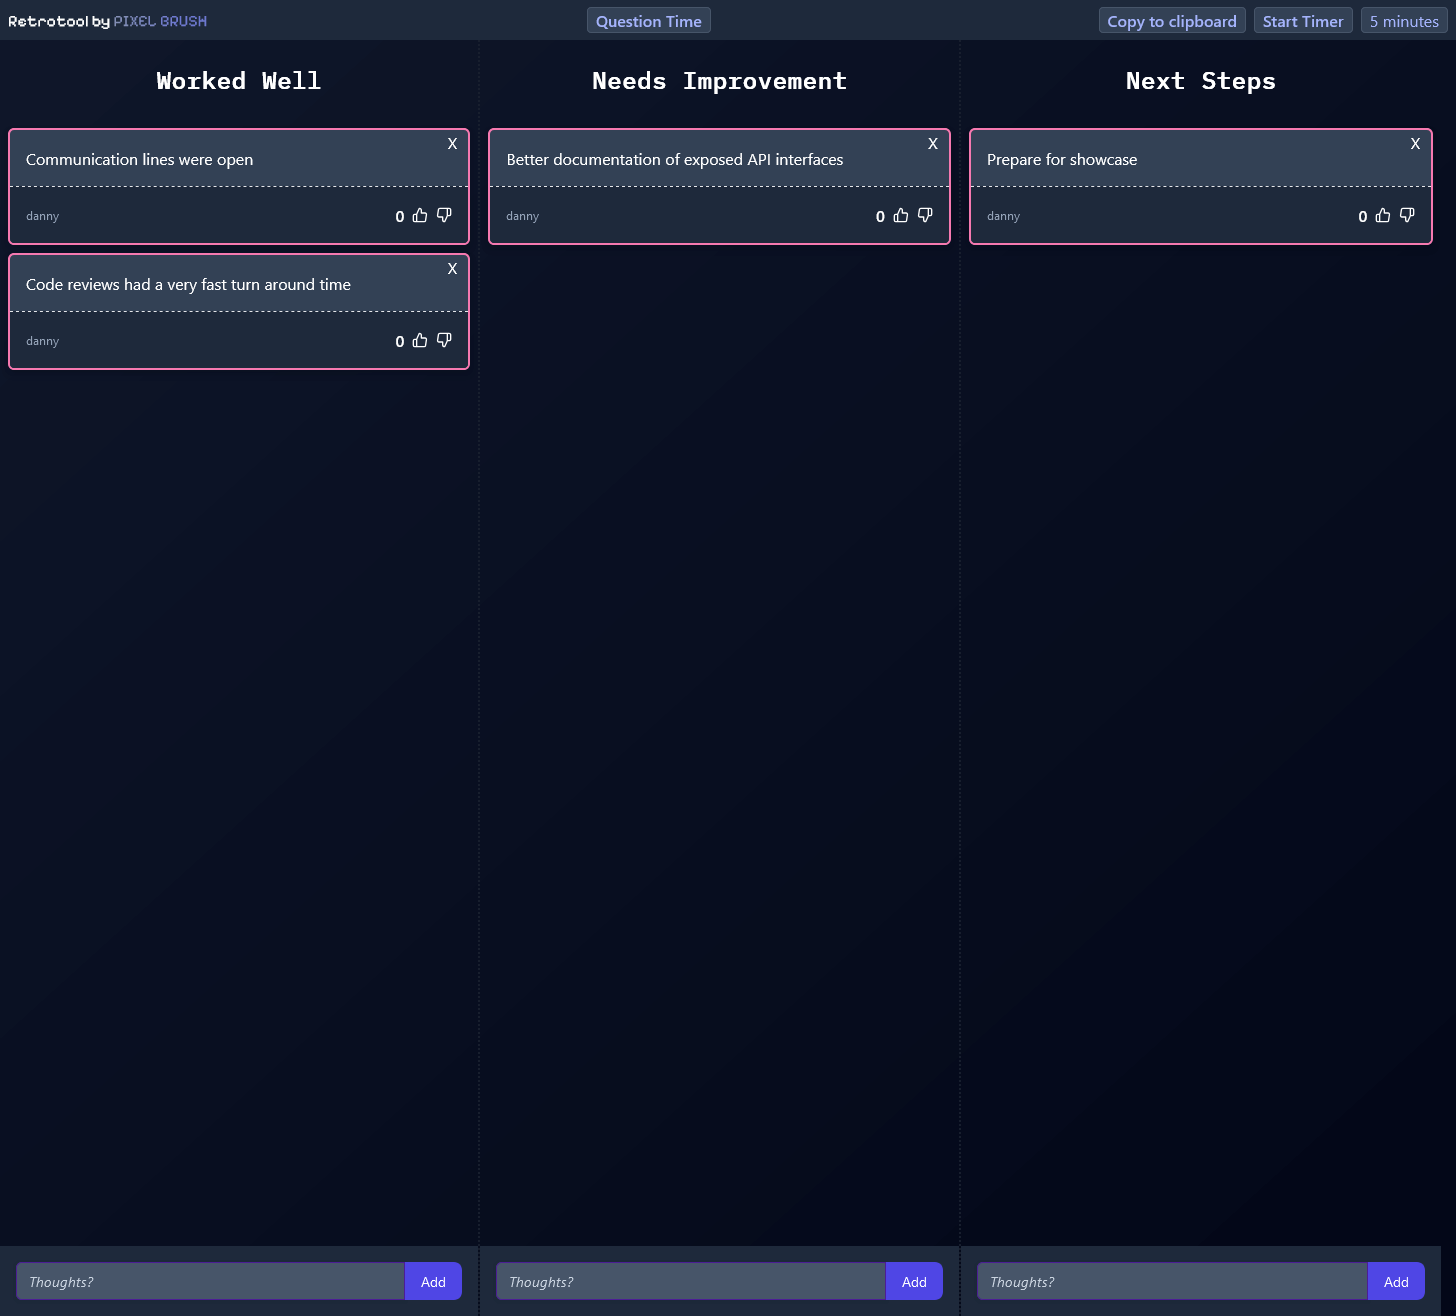 Retrotool by PIXEL BRUSH
Question Time
Copy to clipboard
Start Timer
5 minutes
Worked Well
Communication lines were open
X
danny
0
Code reviews had a very fast turn around time
X
danny
0
Thoughts?
Add
Needs Improvement
Better documentation of exposed API interfaces
X
danny
0
Thoughts?
Add
Next Steps
Prepare for showcase
X
danny
0
Thoughts?
Add